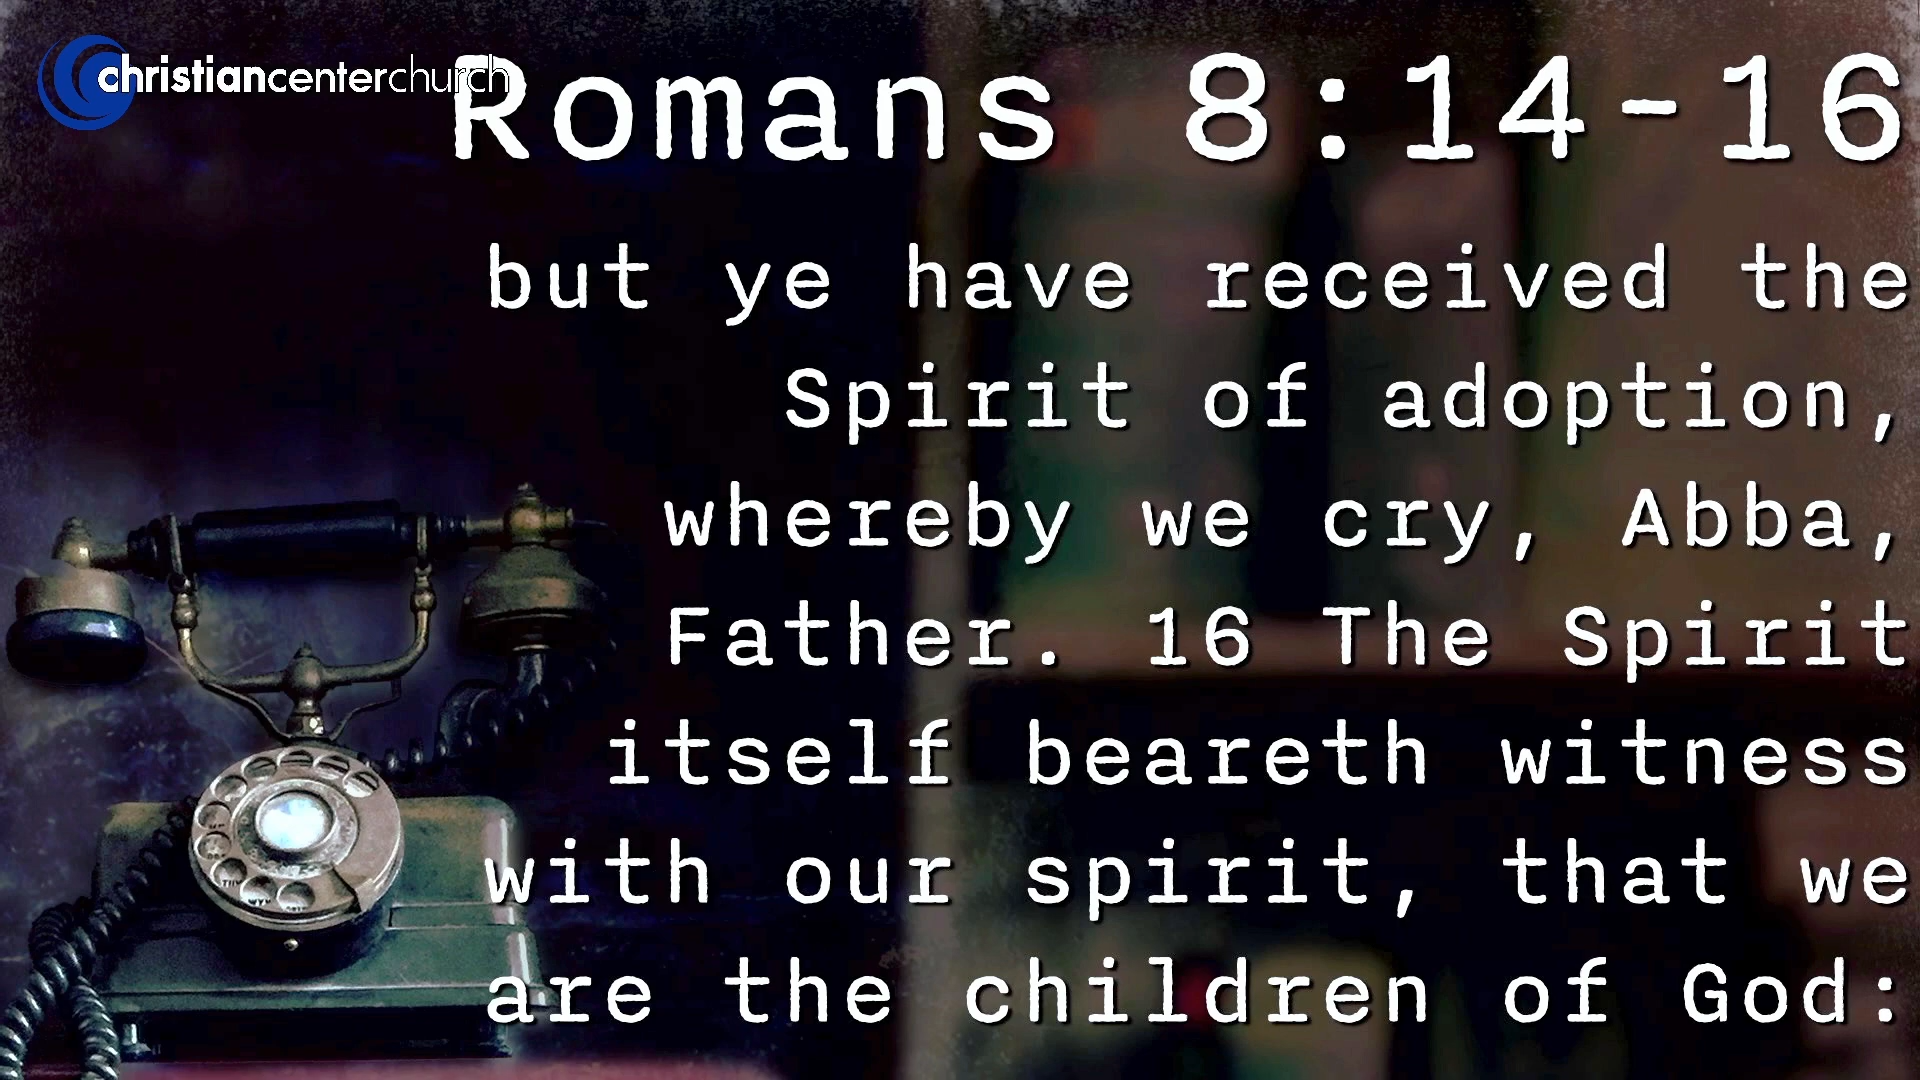 christiancenterchurch
Romans 8:14-16
but ye have received the
Spirit of adoption,
whereby we cry, Abba,
Father. 16 The Spirit
itself beareth witness
with our spirit, that we
are the children of God: